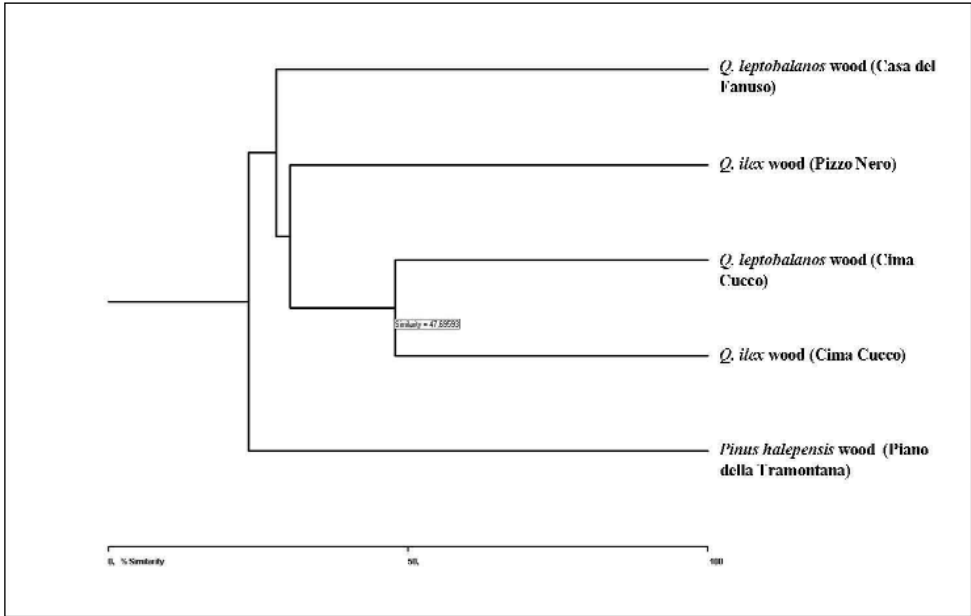 Q. leptobalanos wood (Casa del
Fanuso)
Q. ilex wood (Pizzo Nero)
Q. leptobalanos wood (Cima
Cucco)
Similarity = 47,69593
Q. ilex wood (Cima Cucco)
Pinus halepensis wood (Piano
della Tramontana)
0, % Similarity 50, 100